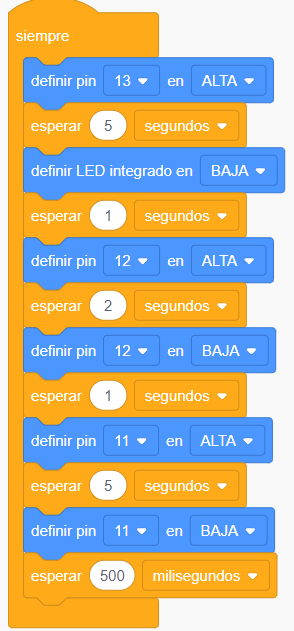 siempre
definir pin 13 en ALTA
esperar 5 segundos
definir LED integrado en BAJA
esperar 1 segundos
definir pin 12 en ALTA
esperar 2 segundos
definir pin 12 en BAJA
esperar 1 segundos
definir pin 11 en ALTA
esperar 5 segundos
definir pin 11 en BAJA
esperar 500 milisegundos